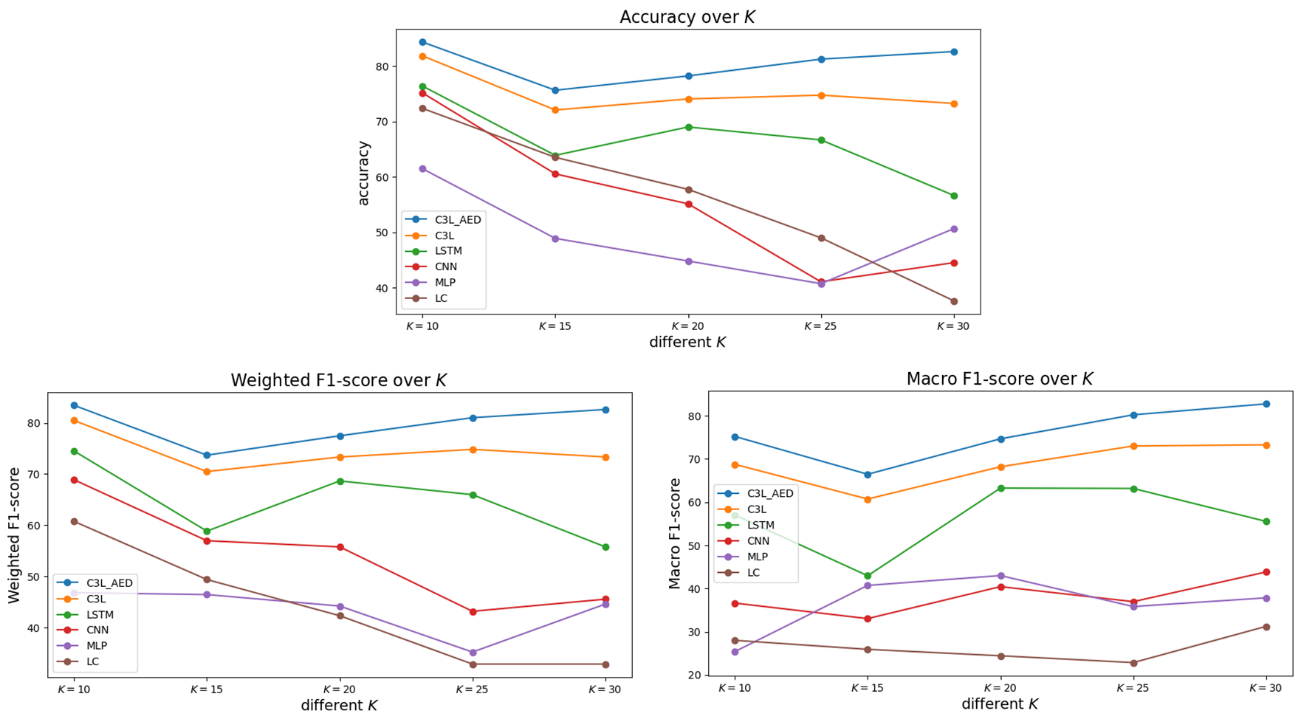 Accuracy over K
accuracy
80
70
60
50
40
C3L_AED
C3L
LSTM
CNN
MLP
LC
K = 10
K = 15
K = 20
K = 25
K = 30
different K
Weighted F1-score over K
Weighted F1-score
80
70
60
50
40
C3L_AED
C3L
LSTM
CNN
MLP
LC
K = 10
K = 15
K = 20
K = 25
K = 30
different K
Macro F1-score over K
Macro F1-score
80
70
60
50
40
30
20
C3L_AED
C3L
LSTM
CNN
MLP
LC
K = 10
K = 15
K = 20
K = 25
K = 30
different K